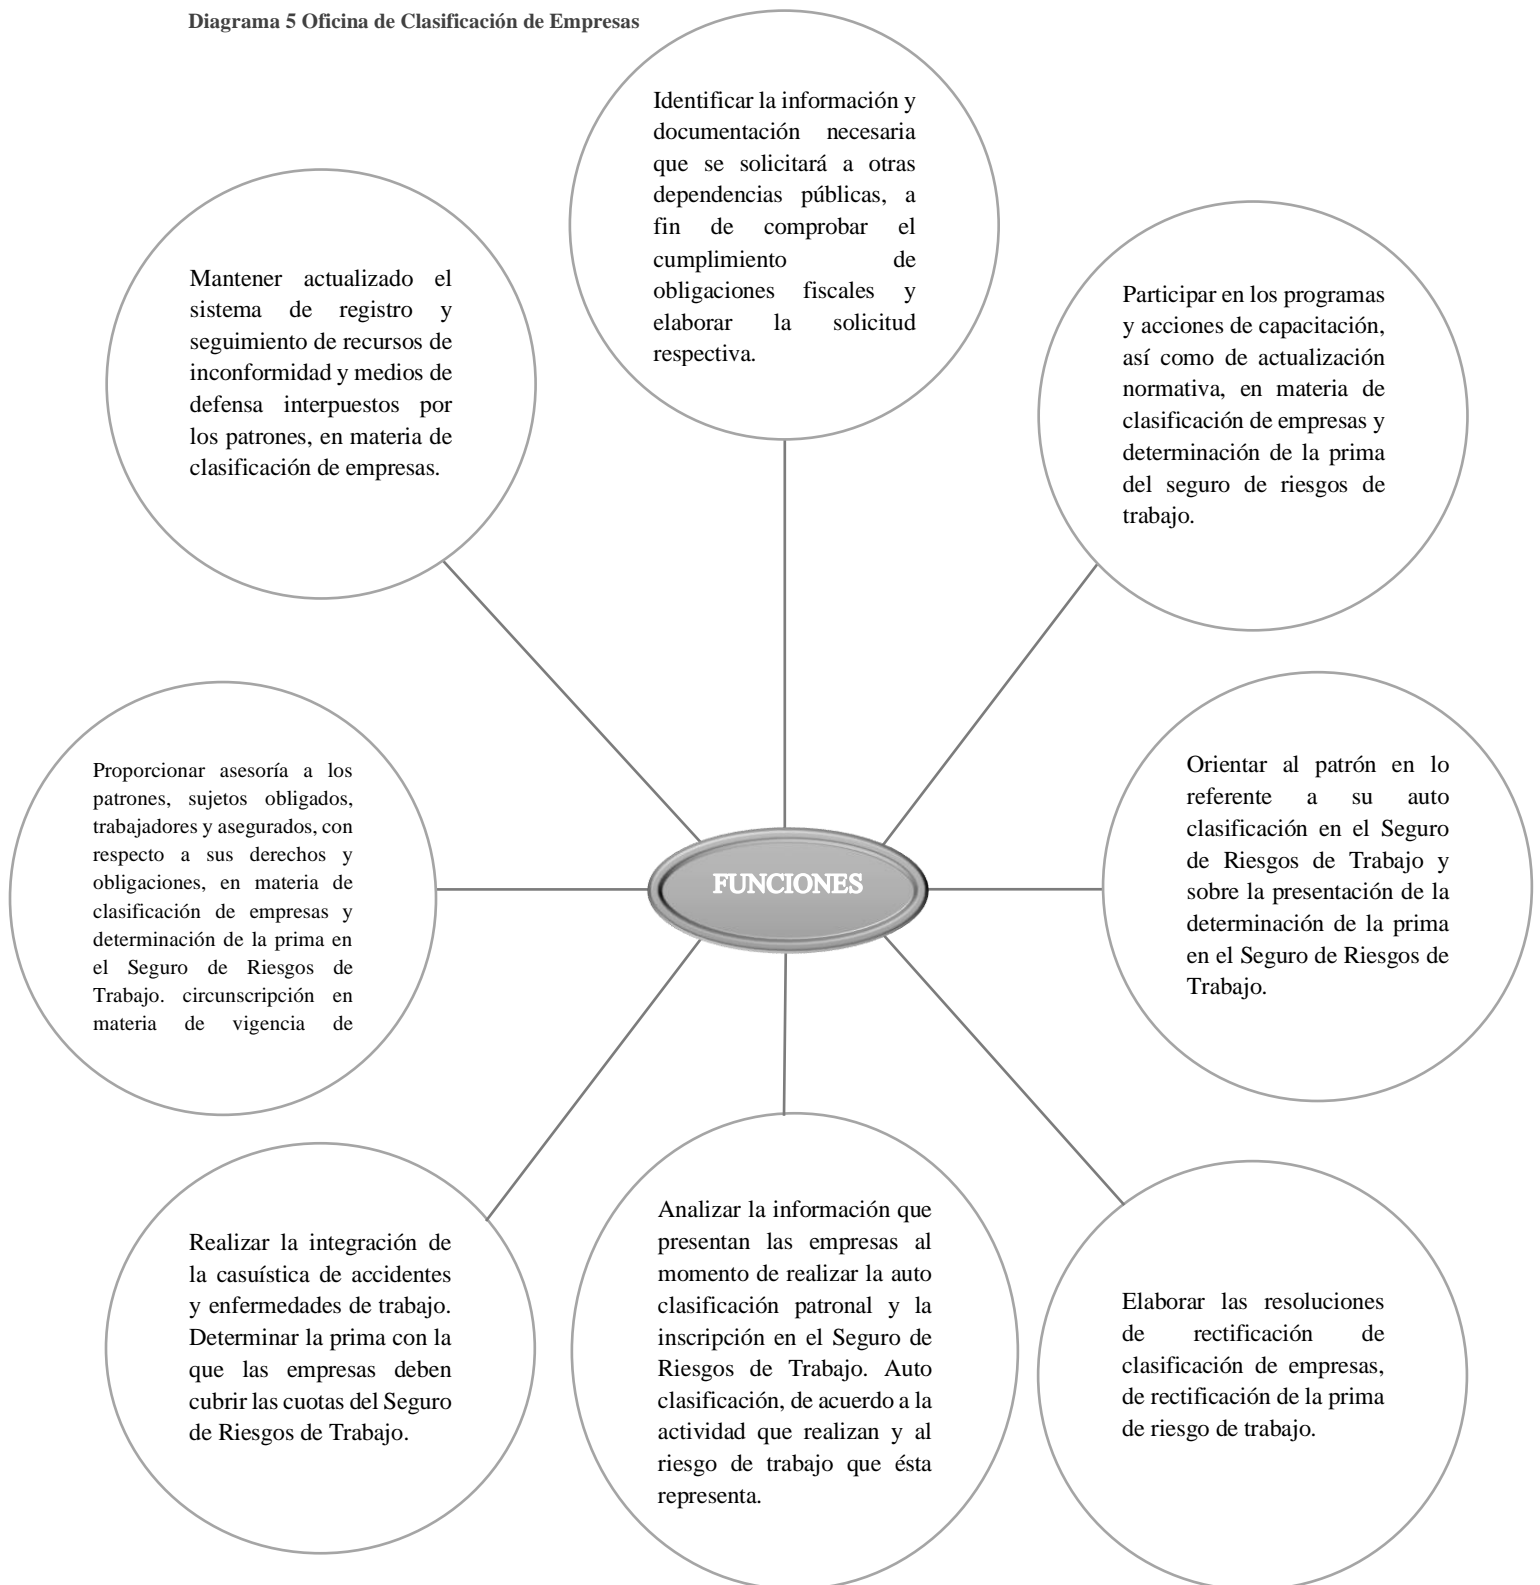 Diagrama 5 Oficina de Clasificación de Empresas
Identificar la información y
documentación necesaria
que se solicitará a otras
dependencias públicas, a
fin de comprobar el
cumplimiento de
obligaciones fiscales y
elaborar la solicitud
respectiva.
Mantener actualizado el
sistema de registro y
seguimiento de recursos de
inconformidad y medios de
defensa interpuestos por
los patrones, en materia de
clasificación de empresas.
Participar en los programas
y acciones de capacitación,
así como de actualización
normativa, en materia de
clasificación de empresas y
determinación de la prima
del seguro de riesgos de
trabajo.
Proporcionar asesoría a los
patrones, sujetos obligados,
trabajadores y asegurados, con
respecto a sus derechos y
obligaciones, en materia de
clasificación de empresas y
determinación de la prima en
el Seguro de Riesgos de
Trabajo. circunscripción en
materia de vigencia de
FUNCIONES
Orientar al patrón en lo
referente a su auto
clasificación en el Seguro
de Riesgos de Trabajo y
sobre la presentación de la
determinación de la prima
en el Seguro de Riesgos de
Trabajo.
Realizar la integración de
la casuística de accidentes
y enfermedades de trabajo.
Determinar la prima con la
que las empresas deben
cubrir las cuotas del Seguro
de Riesgos de Trabajo.
Analizar la información que
presentan las empresas al
momento de realizar la auto
clasificación patronal y la
inscripción en el Seguro de
Riesgos de Trabajo. Auto
clasificación, de acuerdo a la
actividad que realizan y al
riesgo de trabajo que ésta
representa.
Elaborar las resoluciones
de rectificación de
clasificación de empresas,
de rectificación de la prima
de riesgo de trabajo.